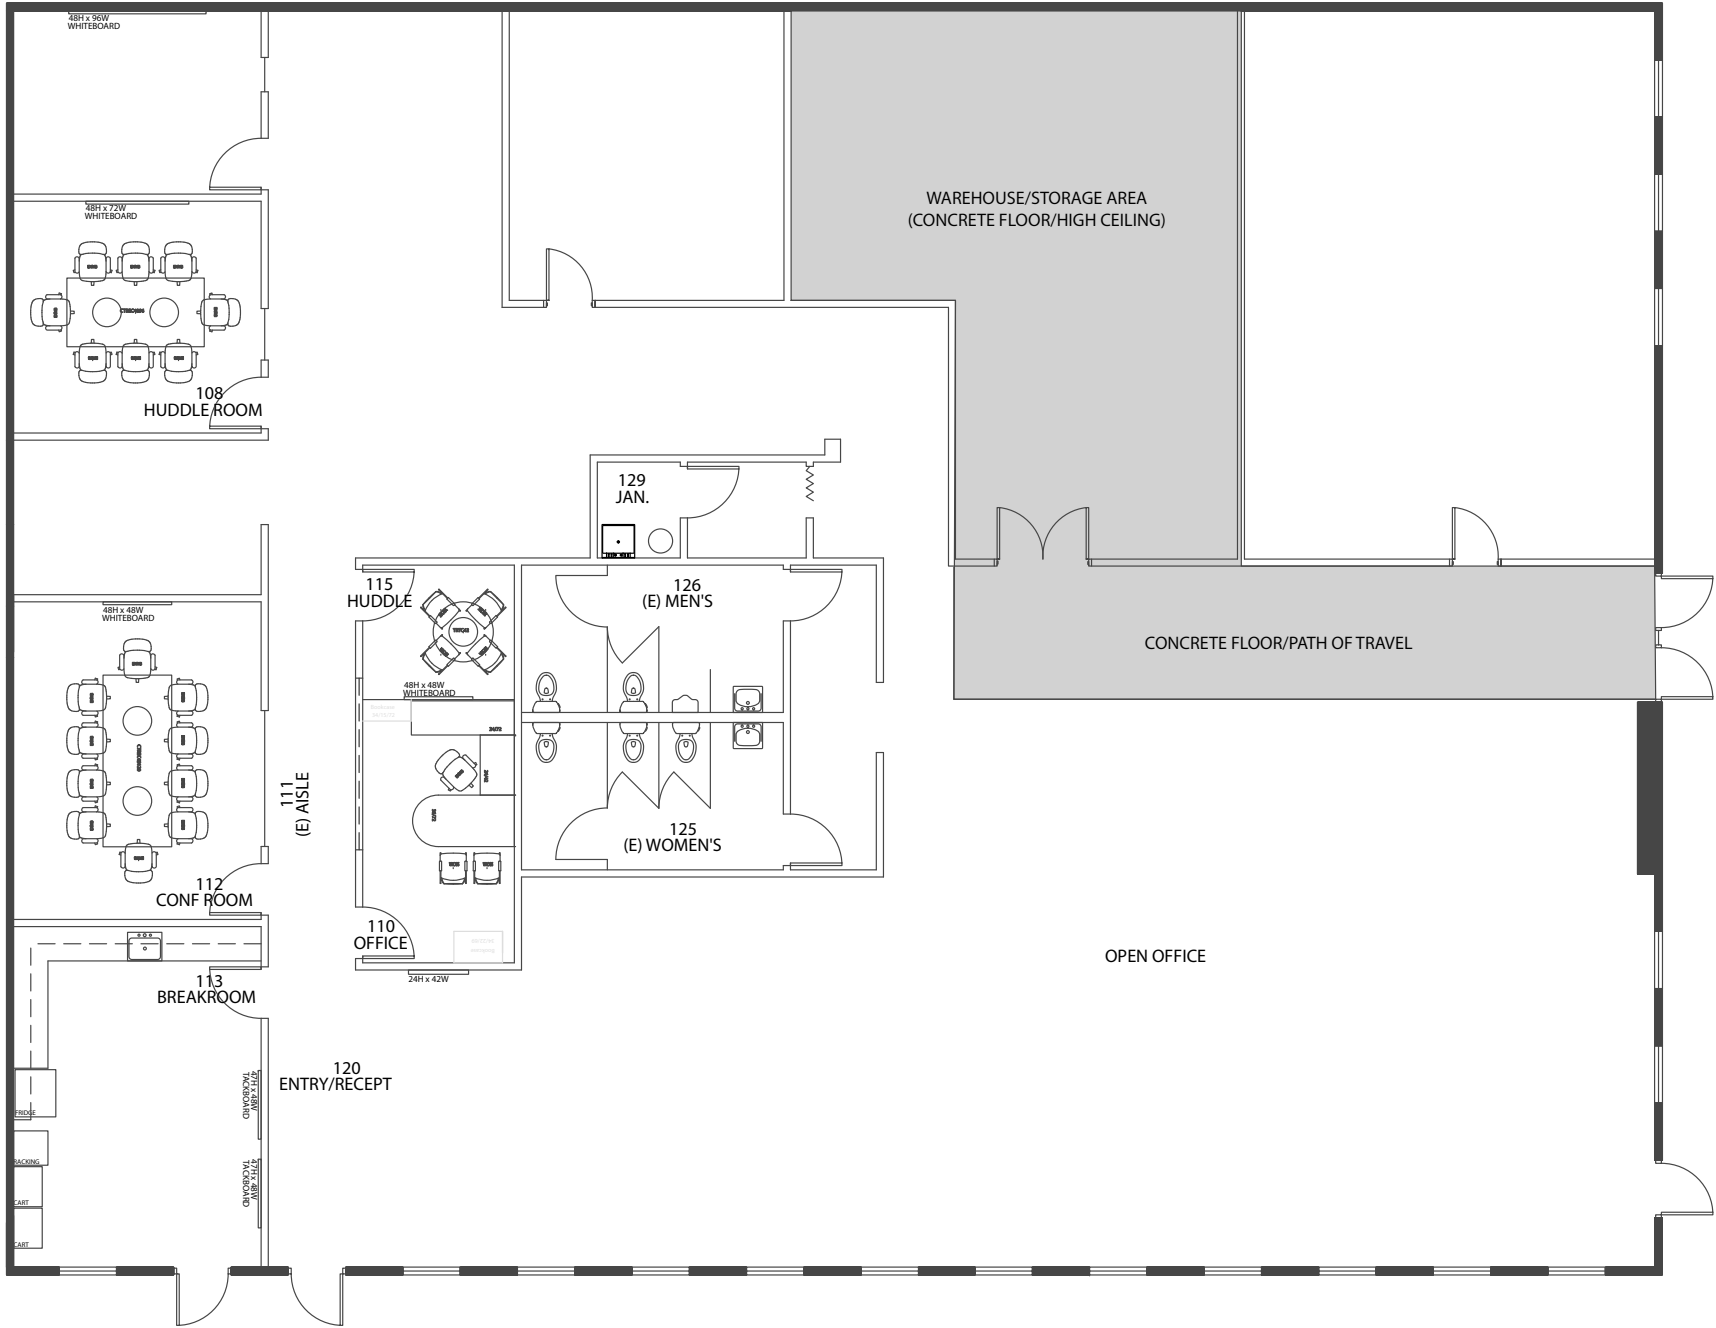 48H x 96W
WHITEBOARD
48H x 72W
WHITEBOARD
WAREHOUSE/STORAGE AREA
(CONCRETE FLOOR/HIGH CEILING)
108
HUDDLE ROOM
129
JAN.
115
HUDDLE
126
(E) MEN'S
48H x 48W
WHITEBOARD
CONCRETE FLOOR/PATH OF TRAVEL
48H x 48W
WHITEBOARD
24/72
111
(E) AISLE
125
(E) WOMEN'S
112
CONF ROOM
110
OFFICE
OPEN OFFICE
24H x 42W
113
BREAKROOM
120
ENTRY/RECEPT
47H x 48W
TACKBOARD
FRIDGE
RACKING
47H x 48W
TACKBOARD
CART
CART